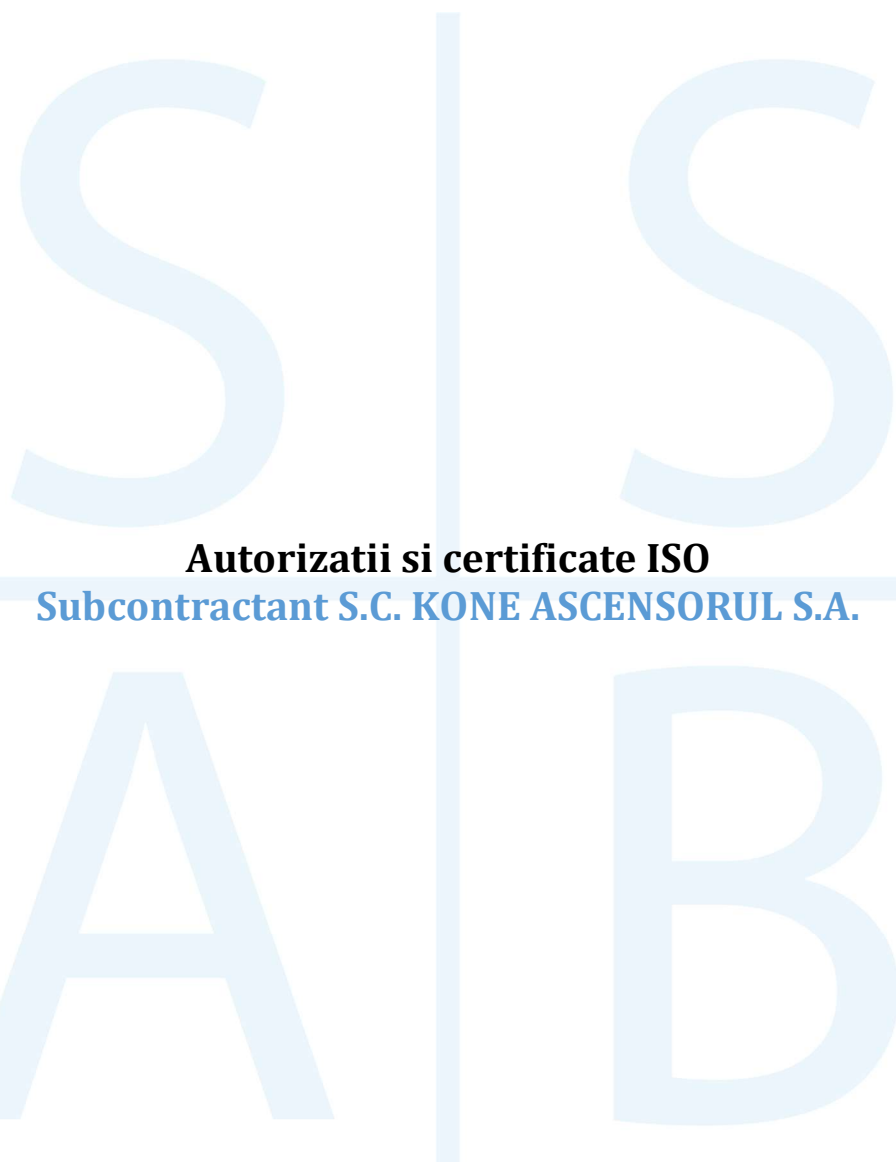 S S
Autorizatii si certificate ISO
Subcontractant S.C. KONE ASCENSORUL S.A.
A B